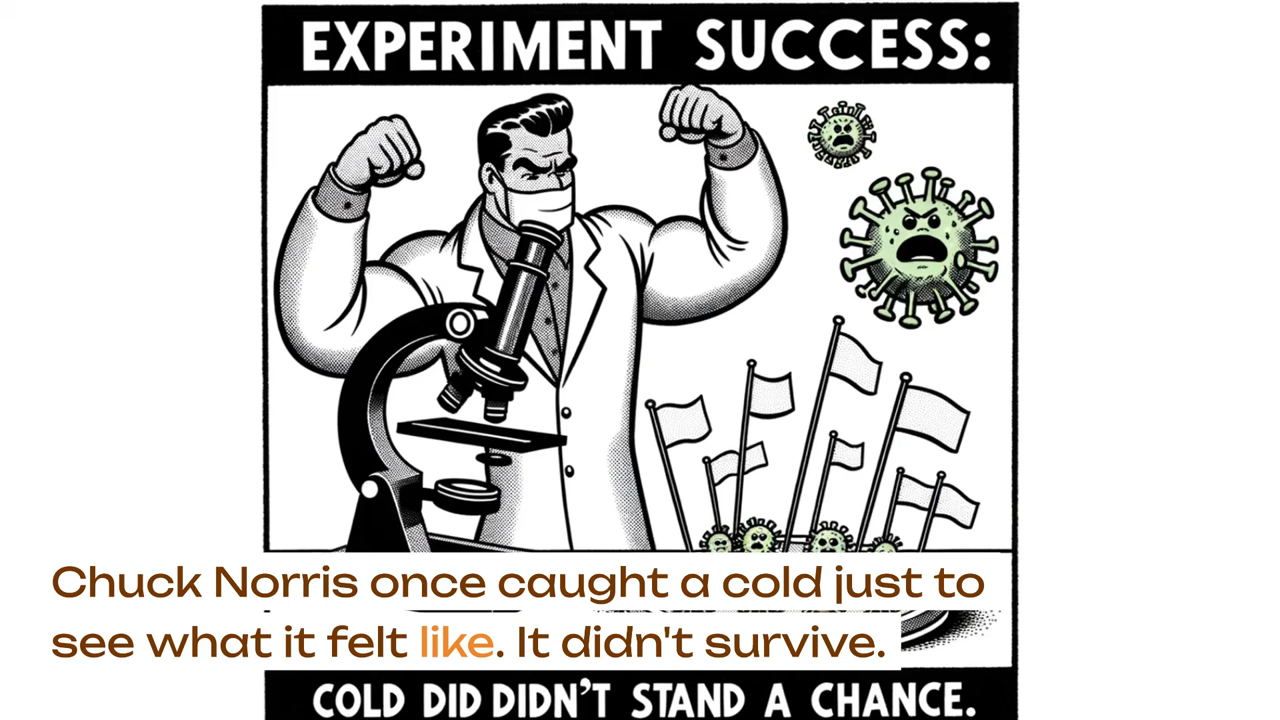 EXPERIMENT SUCCESS:
Chuck Norris once caught a cold just to
see what it felt like. It didn't survive.
COLD DID DIDN'T STAND A CHANCE.